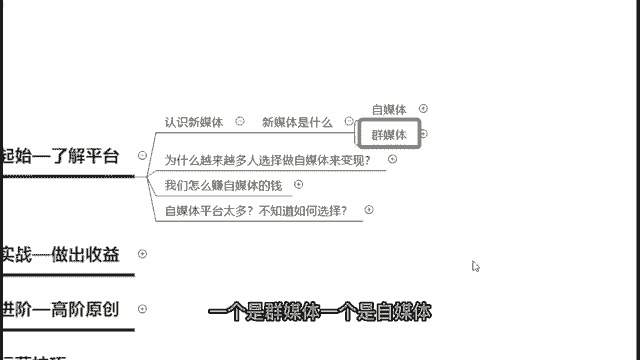 自媒体
认识新媒体 新媒体是什么
群媒体
起始—了解平台
为什么越来越多人选择做自媒体来变现？
我们怎么赚自媒体的钱
自媒体平台太多？不知道如何选择？
实战—做出收益
进阶—高阶原创
一个是群媒体一个是自媒体